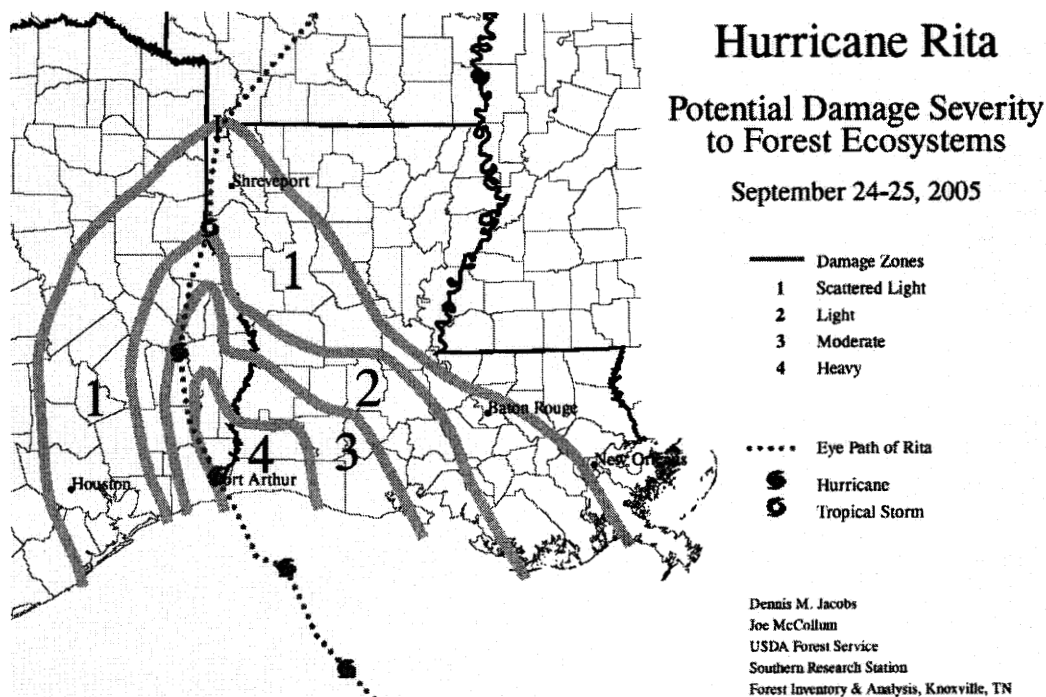 Hurricane Rita
Potential Damage Severity
to Forest Ecosystems
September 24-25, 2005
Damage Zones
1 Scattered Light
2 Light
3 Moderate
4 Heavy
Eye Path of Rita
Hurricane
Tropical Storm
Dennis M. Jacobs
Joe McCollum
USDA Forest Service
Southern Research Station
Forest Inventory & Analysis, Knoxville, TN
Shreveport
1
2
1
Baton Rouge
4
3
New Orleans
Houston
Port Arthur